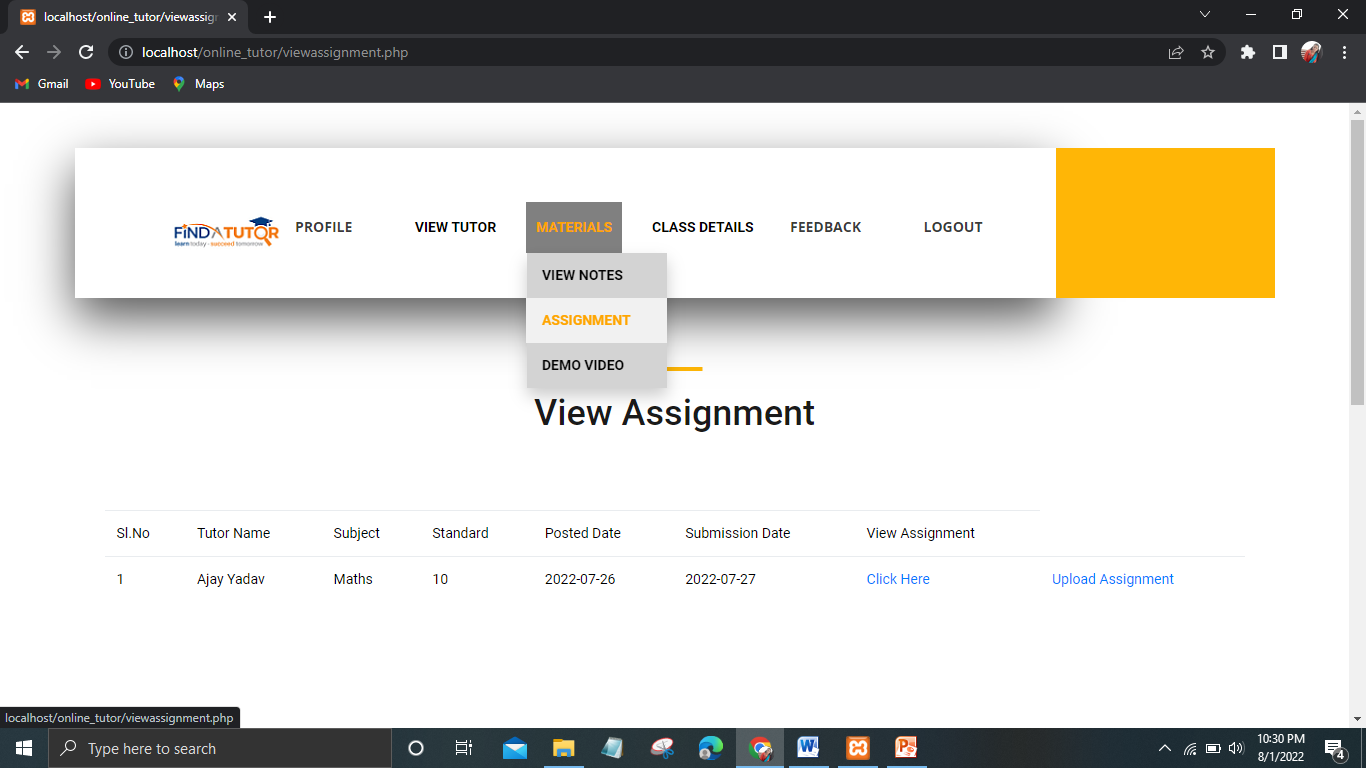 localhost/online_tutor/viewassign
localhost/online_tutor/viewassignment.php
Gmail YouTube Maps
FINDATUTOR
learn today - succeed tomorrow
PROFILE VIEW TUTOR MATERIALS CLASS DETAILS FEEDBACK LOGOUT
VIEW NOTES
ASSIGNMENT
DEMO VIDEO
View Assignment
Sl.No Tutor Name Subject Standard Posted Date Submission Date View Assignment
1 Ajay Yadav Maths 10 2022-07-26 2022-07-27 Click Here Upload Assignment
localhost/online_tutor/viewassignment.php
Type here to search
10:30 PM
8/1/2022
4